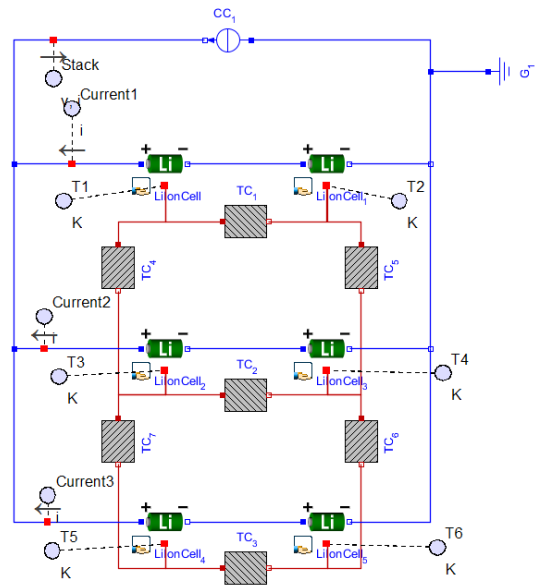 CC1
G1
Stack
v, i
Current1
i
+ − + −
Li Li
T1
LiIonCell
LiIonCell1
T2
K
TC1
K
TC4
TC5
Current2
i
+ − + −
Li Li
T3
LiIonCell2
LiIonCell3
T4
K
TC2
K
TC7
TC6
Current3
i
+ − + −
Li Li
T5
LiIonCell4
LiIonCell5
T6
K
TC3
K